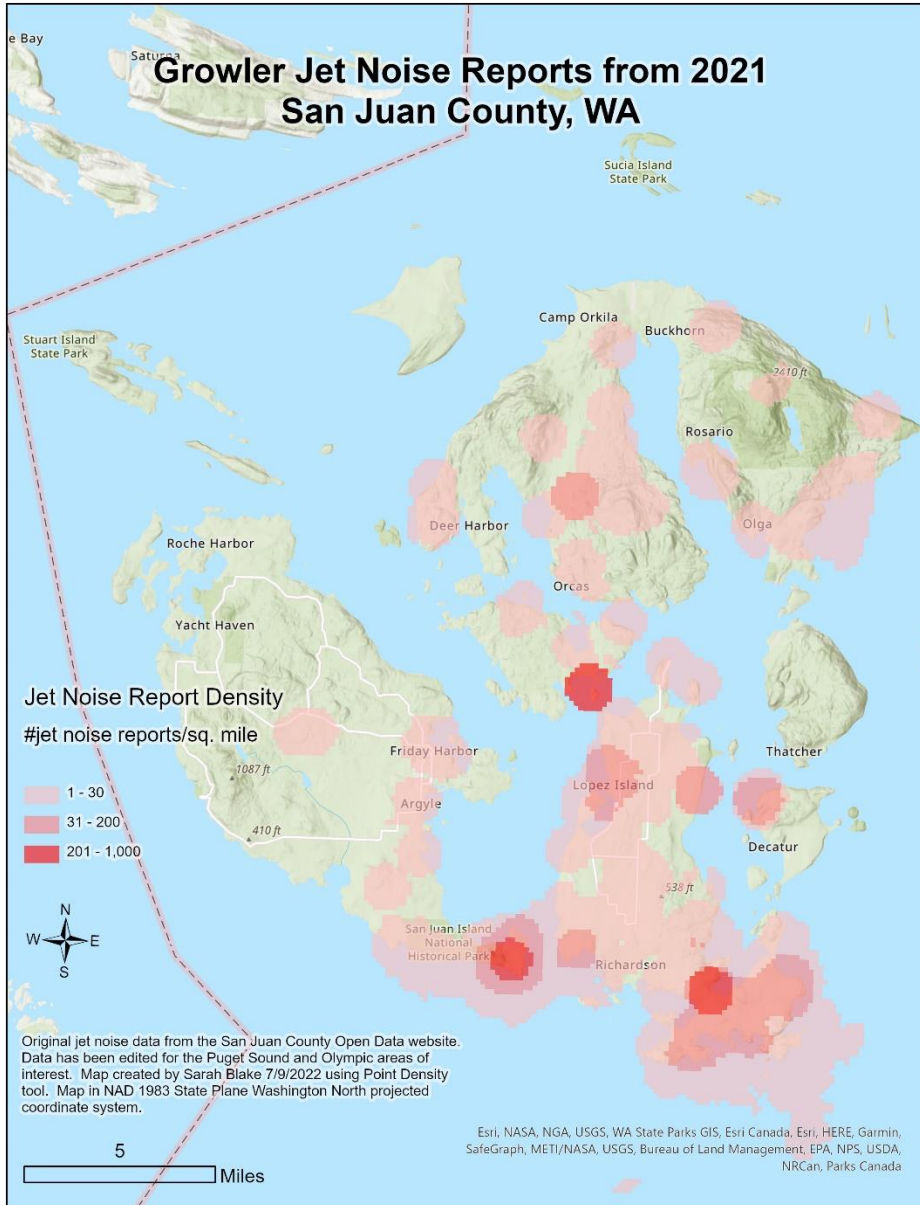 e Bay
Saturna
Growler Jet Noise Reports from 2021
San Juan County, WA
Sucia Island
State Park
Camp Orkila
Buckhorn
Stuart Island
State Park
2410 ft
Rosario
Deer Harbor
Olga
Roche Harbor
Orcas
Yacht Haven
Jet Noise Report Density
#jet noise reports/sq. mile
1 - 30
31 - 200
201 - 1,000
Friday Harbor
Thatcher
1087 ft
Lopez Island
Argyle
410 ft
Decatur
538 ft
N
W E
S
San Juan Island
National
Historical Park
Richardson
Original jet noise data from the San Juan County Open Data website.
Data has been edited for the Puget Sound and Olympic areas of
interest. Map created by Sarah Blake 7/9/2022 using Point Density
tool. Map in NAD 1983 State Plane Washington North projected
coordinate system.
5
Miles
Esri, NASA, NGA, USGS, WA State Parks GIS, Esri Canada, Esri, HERE, Garmin,
SafeGraph, METI/NASA, USGS, Bureau of Land Management, EPA, NPS, USDA,
NRCan, Parks Canada